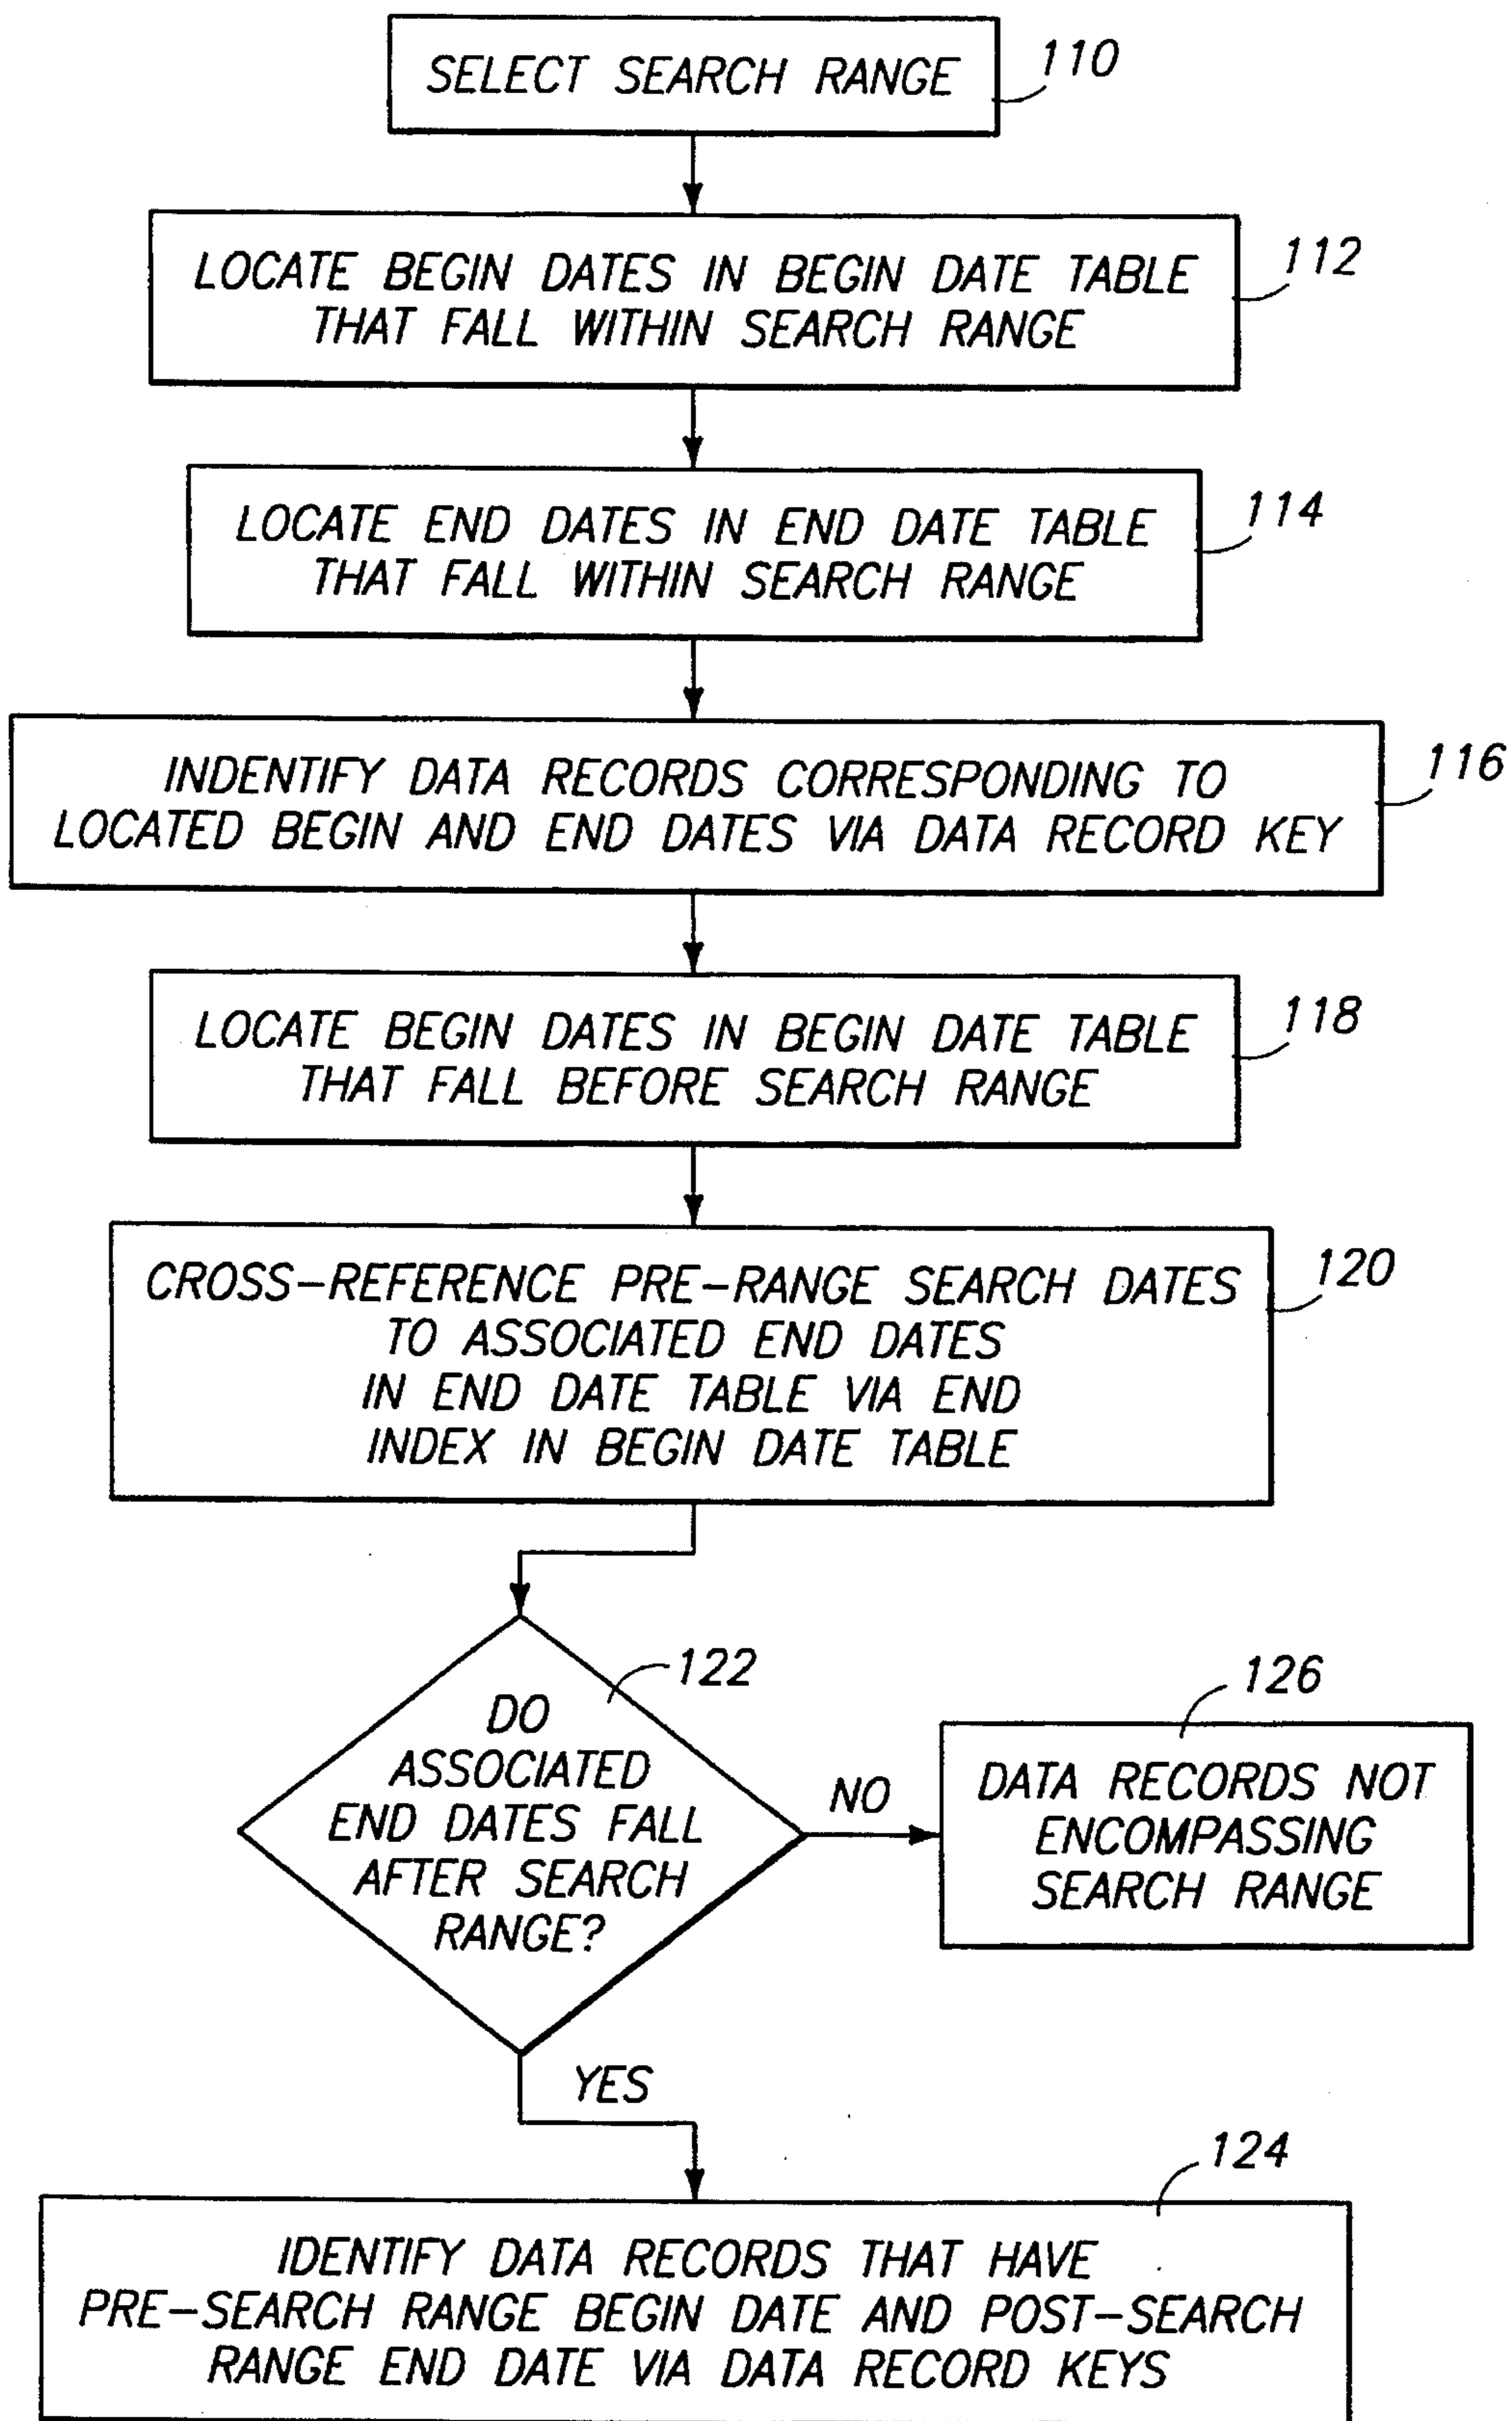 SELECT SEARCH RANGE
110
LOCATE BEGIN DATES IN BEGIN DATE TABLE
THAT FALL WITHIN SEARCH RANGE
112
LOCATE END DATES IN END DATE TABLE
THAT FALL WITHIN SEARCH RANGE
114
INDENTIFY DATA RECORDS CORRESPONDING TO
LOCATED BEGIN AND END DATES VIA DATA RECORD KEY
116
LOCATE BEGIN DATES IN BEGIN DATE TABLE
THAT FALL BEFORE SEARCH RANGE
118
CROSS-REFERENCE PRE-RANGE SEARCH DATES
TO ASSOCIATED END DATES
IN END DATE TABLE VIA END
INDEX IN BEGIN DATE TABLE
120
DO
ASSOCIATED
END DATES FALL
AFTER SEARCH
RANGE?
122
NO
DATA RECORDS NOT
ENCOMPASSING
SEARCH RANGE
126
YES
IDENTIFY DATA RECORDS THAT HAVE
PRE-SEARCH RANGE BEGIN DATE AND POST-SEARCH
RANGE END DATE VIA DATA RECORD KEYS
124